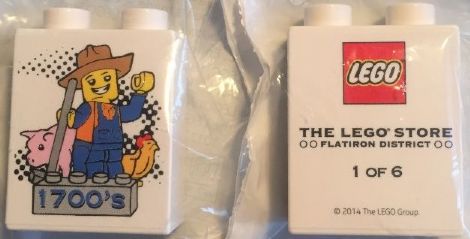 1700's
LEGO
THE LEGO® STORE
FLATIRON DISTRICT
1 OF 6
© 2014 The LEGO Group.